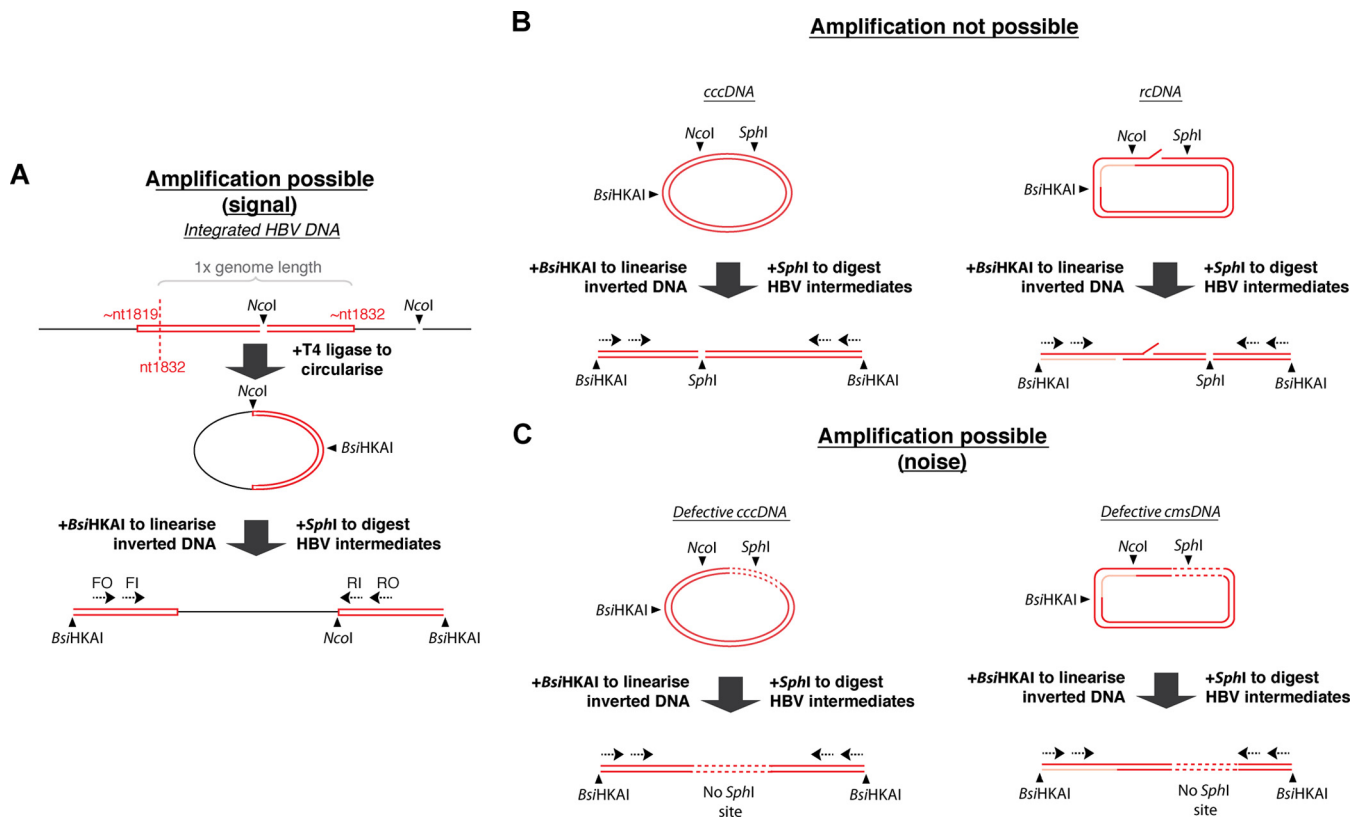 A
Amplification possible
(signal)
Integrated HBV DNA
1x genome length
NcoI
NcoI
~nt1819
~nt1832
nt1832
+T4 ligase to
circularise
NcoI
BsiHKAI
+BsiHKAI to linearise
inverted DNA
+SphI to digest
HBV intermediates
FO FI
RI RO
BsiHKAI
NcoI
BsiHKAI
B
Amplification not possible
cccDNA
NcoI
SphI
BsiHKAI
+BsiHKAI to linearise
inverted DNA
+SphI to digest
HBV intermediates
BsiHKAI
SphI
BsiHKAI
rcDNA
NcoI
SphI
BsiHKAI
+BsiHKAI to linearise
inverted DNA
+SphI to digest
HBV intermediates
BsiHKAI
SphI
BsiHKAI
C
Amplification possible
(noise)
Defective cccDNA
NcoI
SphI
BsiHKAI
+BsiHKAI to linearise
inverted DNA
+SphI to digest
HBV intermediates
BsiHKAI
No SphI
site
BsiHKAI
Defective cmsDNA
NcoI
SphI
BsiHKAI
+BsiHKAI to linearise
inverted DNA
+SphI to digest
HBV intermediates
BsiHKAI
No SphI
site
BsiHKAI